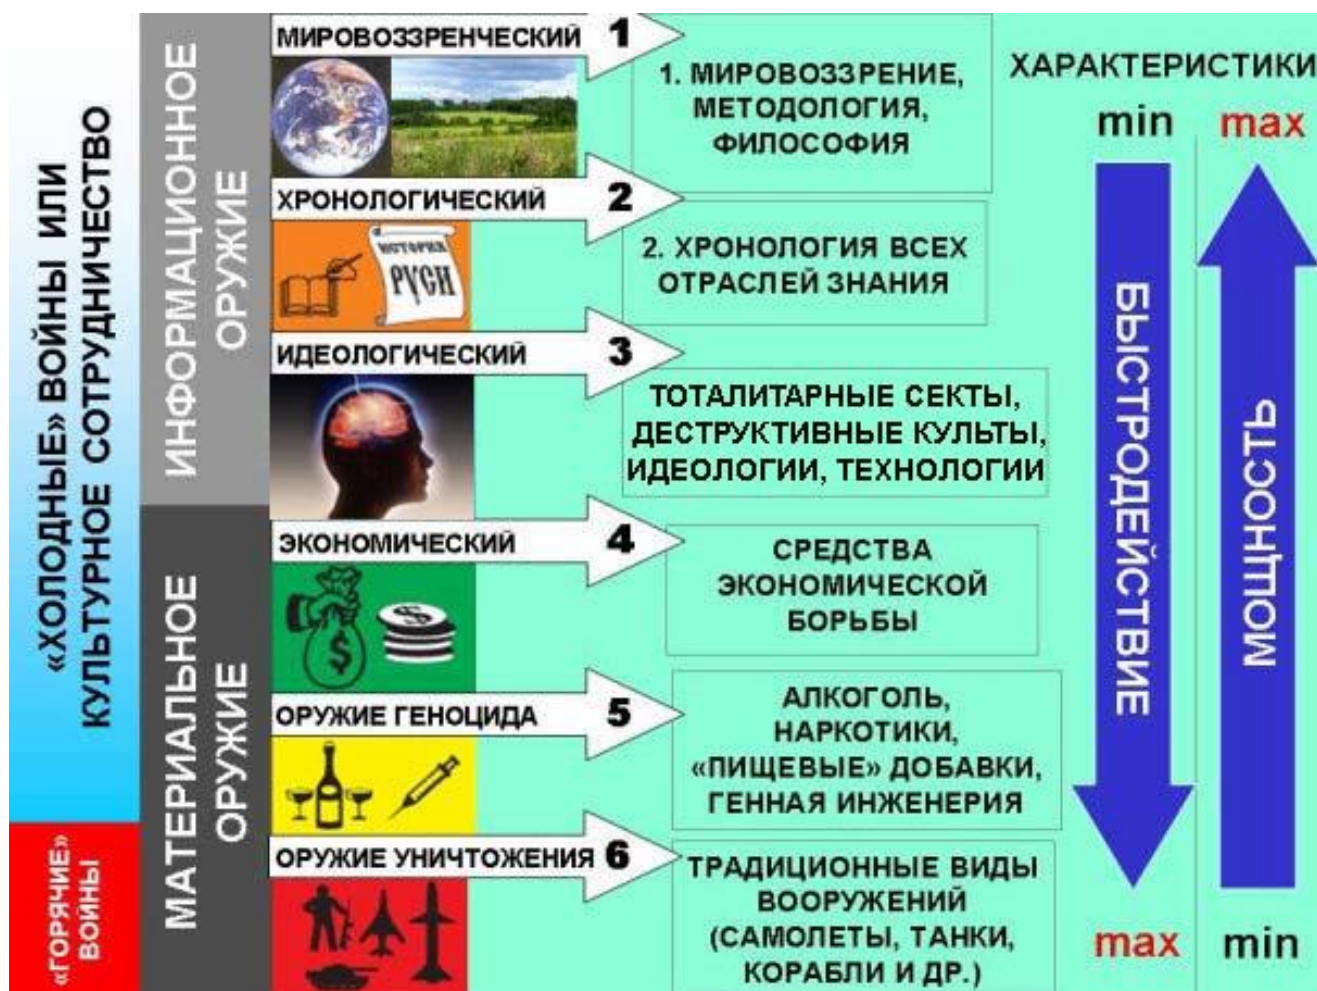 «ХОЛОДНЫЕ» ВОЙНЫ ИЛИ
КУЛЬТУРНОЕ СОТРУДНИЧЕСТВО
«ГОРЯЧИЕ»
ВОЙНЫ
ИНФОРМАЦИОННОЕ
ОРУЖИЕ
МАТЕРИАЛЬНОЕ
ОРУЖИЕ
МИРОВОЗЗРЕНЧЕСКИЙ 1
1. МИРОВОЗЗРЕНИЕ,
МЕТОДОЛОГИЯ,
ФИЛОСОФИЯ
ХРОНОЛОГИЧЕСКИЙ 2
ИСТОРИЯ
РУСИ
2. ХРОНОЛОГИЯ ВСЕХ
ОТРАСЛЕЙ ЗНАНИЯ
ИДЕОЛОГИЧЕСКИЙ 3
ТОТАЛИТАРНЫЕ СЕКТЫ,
ДЕСТРУКТИВНЫЕ КУЛЬТЫ,
ИДЕОЛОГИИ, ТЕХНОЛОГИИ
ЭКОНОМИЧЕСКИЙ 4
$
$
СРЕДСТВА
ЭКОНОМИЧЕСКОЙ
БОРЬБЫ
ОРУЖИЕ ГЕНОЦИДА 5
АЛКОГОЛЬ,
НАРКОТИКИ,
«ПИЩЕВЫЕ» ДОБАВКИ,
ГЕННАЯ ИНЖЕНЕРИЯ
ОРУЖИЕ УНИЧТОЖЕНИЯ 6
ТРАДИЦИОННЫЕ ВИДЫ
ВООРУЖЕНИЙ
(САМОЛЕТЫ, ТАНКИ,
КОРАБЛИ И ДР.)
ХАРАКТЕРИСТИКИ
min max
БЫСТРОДЕЙСТВИЕ
МОЩНОСТЬ
max min